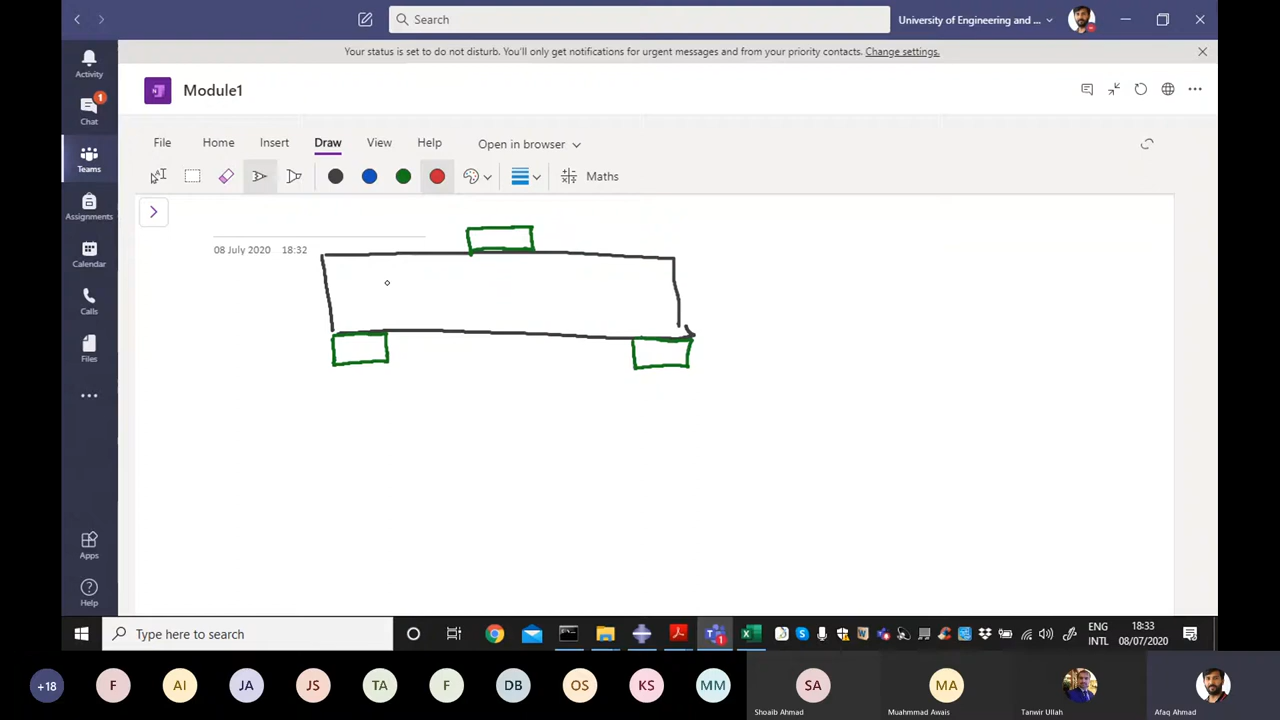 Search
University of Engineering and ...
Your status is set to do not disturb. You'll only get notifications for urgent messages and from your priority contacts. Change settings.
Activity
Module1
1
Chat
File Home Insert Draw View Help Open in browser
Teams
Maths
Assignments
08 July 2020 18:32
Calendar
Calls
Files
Apps
Help
Type here to search
1
ENG
INTL
18:33
08/07/2020
+18 F AI JA JS TA F DB OS KS MM SA MA
Shoaib Ahmad Muahmmad Awais Tanwir Ullah Afaq Ahmad